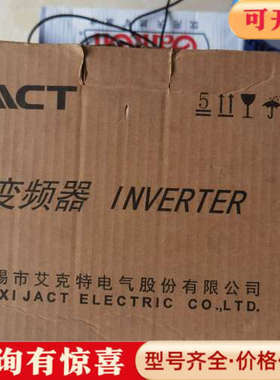 可开
ACT
5
变频器 INVERTER
锡市艾克特电气股份有限公司
XI JACT ELECTRIC CO.,LTD.
询有惊喜
型号齐全·价格·